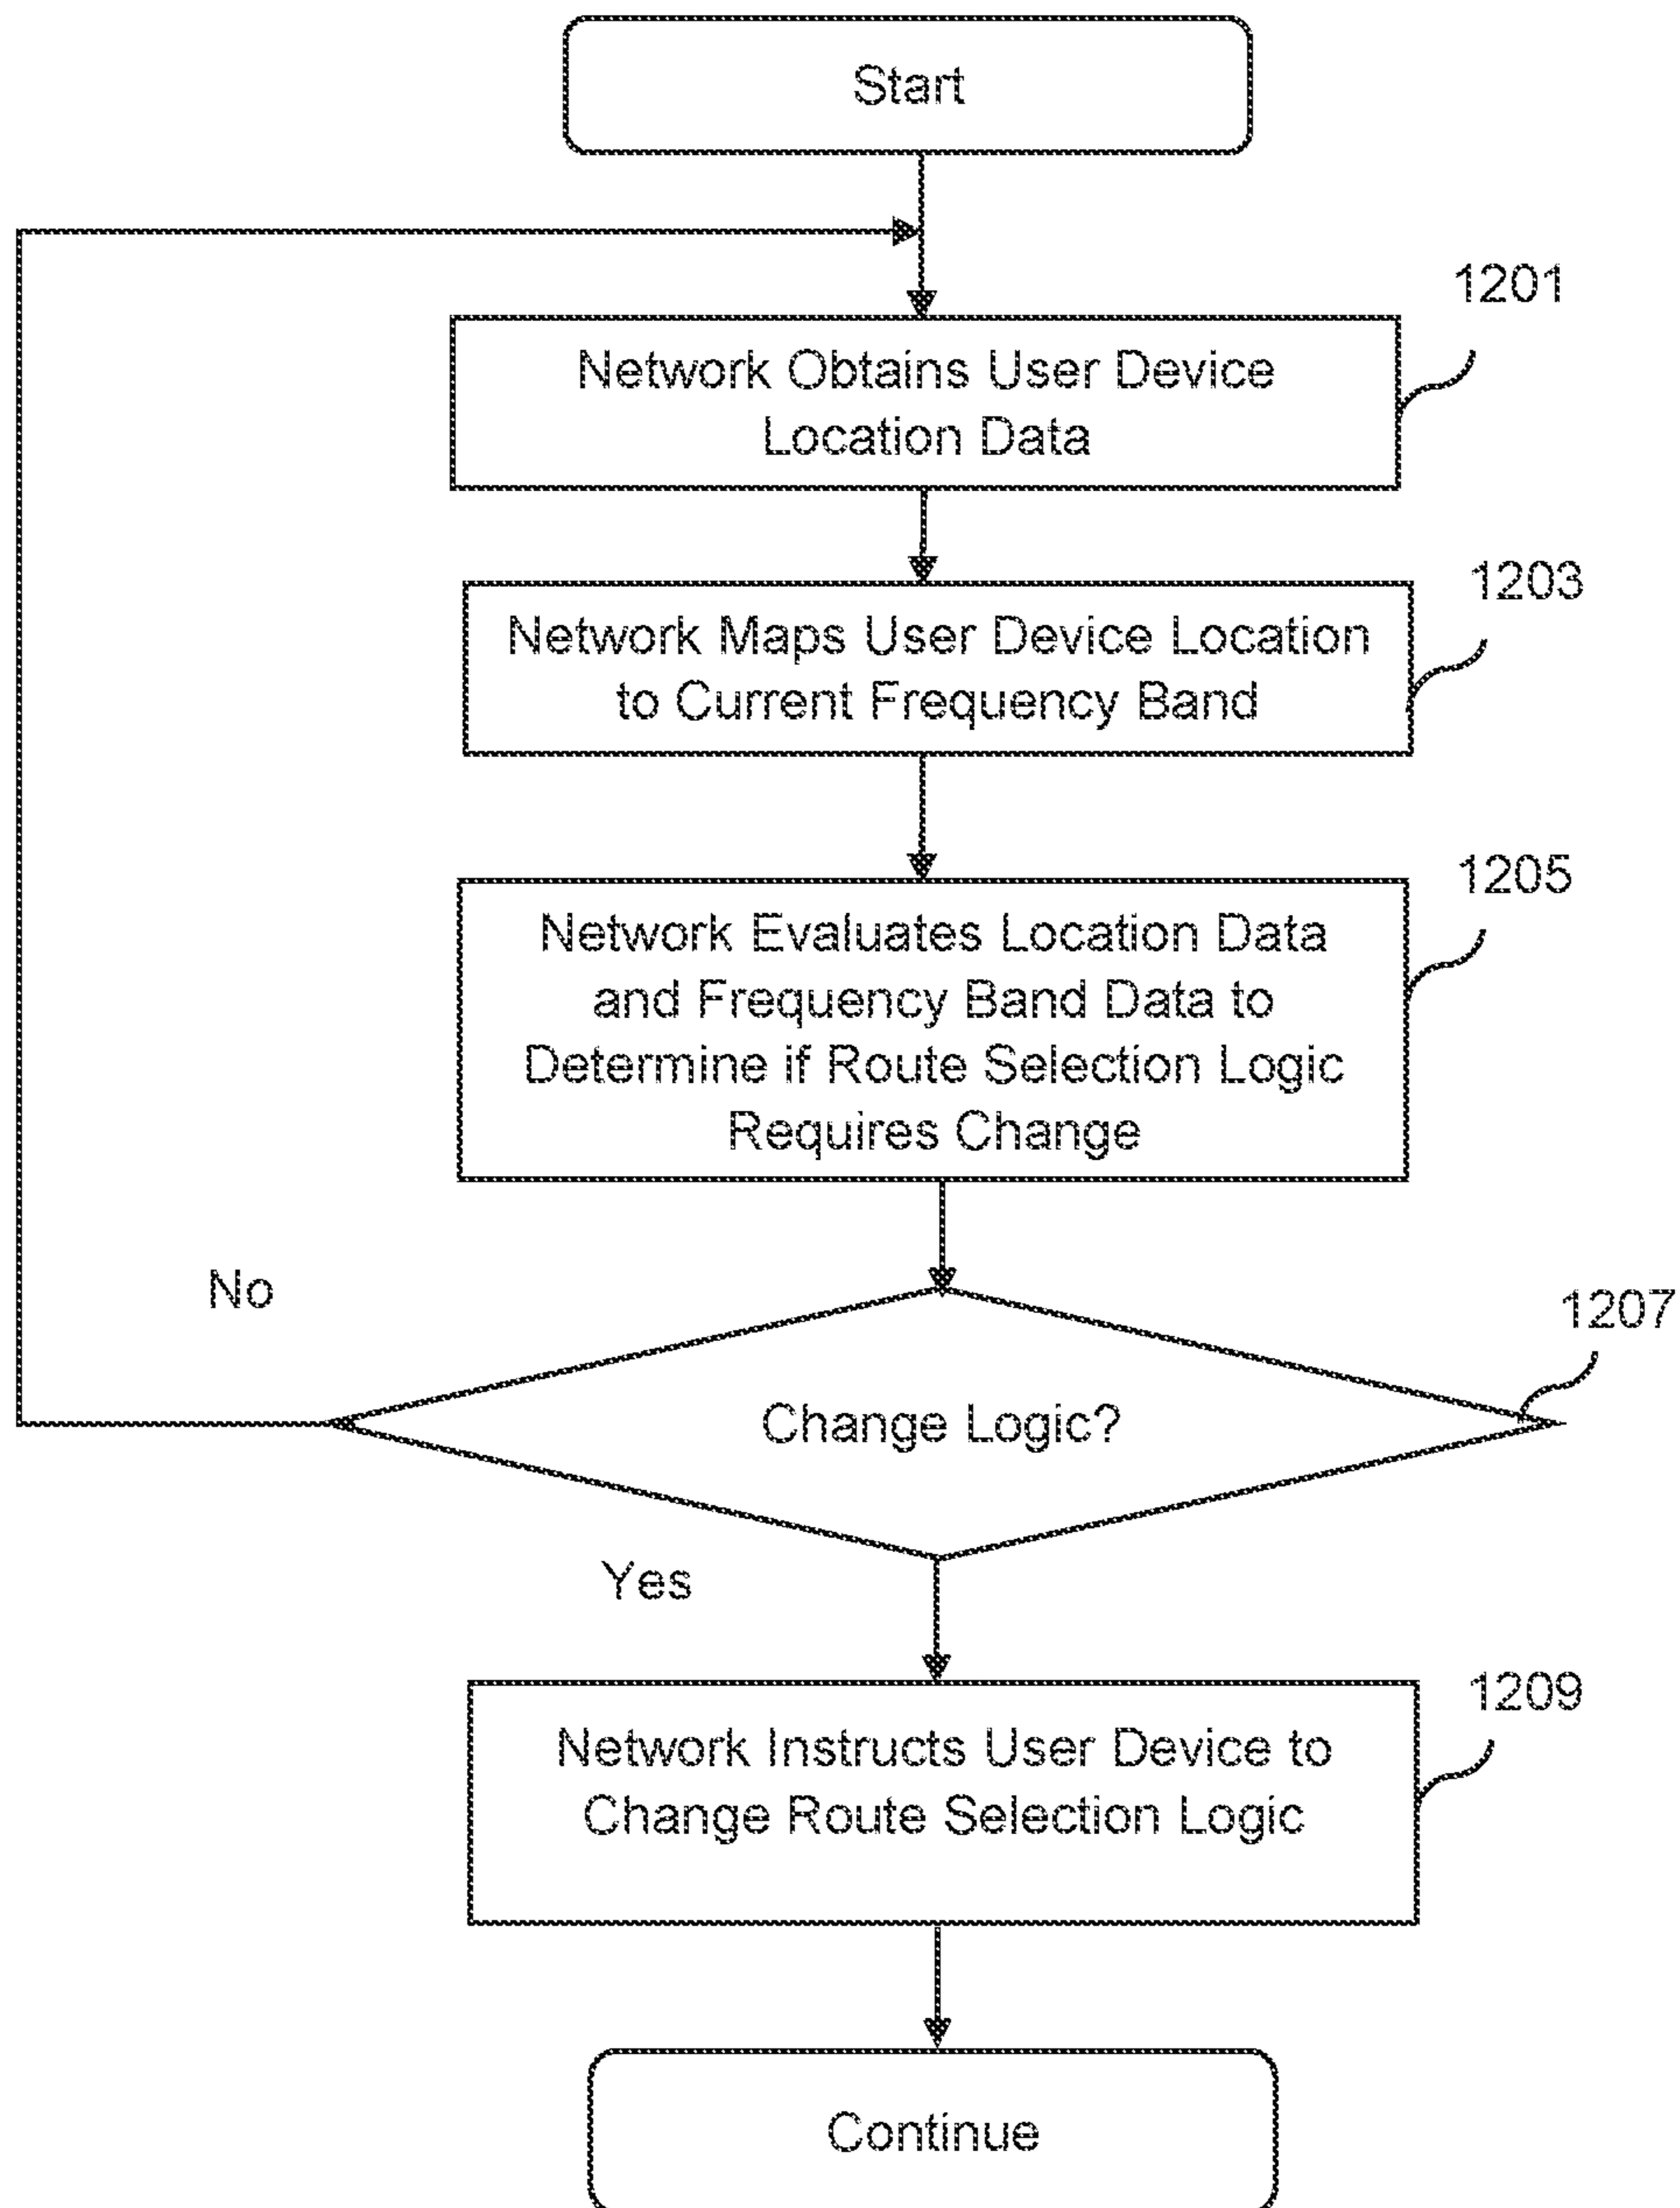 Start
1201
Network Obtains User Device
Location Data
1203
Network Maps User Device Location
to Current Frequency Band
1205
Network Evaluates Location Data
and Frequency Band Data to
Determine if Route Selection Logic
Requires Change
No
1207
Change Logic?
Yes
1209
Network Instructs User Device to
Change Route Selection Logic
Continue